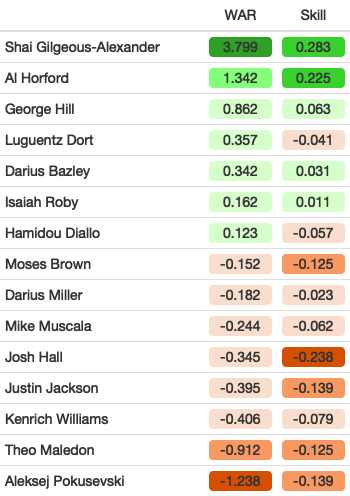 WAR Skill
Shai Gilgeous-Alexander 3.799 0.283
Al Horford 1.342 0.225
George Hill 0.862 0.063
Luguentz Dort 0.357 -0.041
Darius Bazley 0.342 0.031
Isaiah Roby 0.162 0.011
Hamidou Diallo 0.123 -0.057
Moses Brown -0.152 -0.125
Darius Miller -0.182 -0.023
Mike Muscala -0.244 -0.062
Josh Hall -0.345 -0.238
Justin Jackson -0.395 -0.139
Kenrich Williams -0.406 -0.079
Theo Maledon -0.912 -0.125
Aleksej Pokusevski -1.238 -0.139